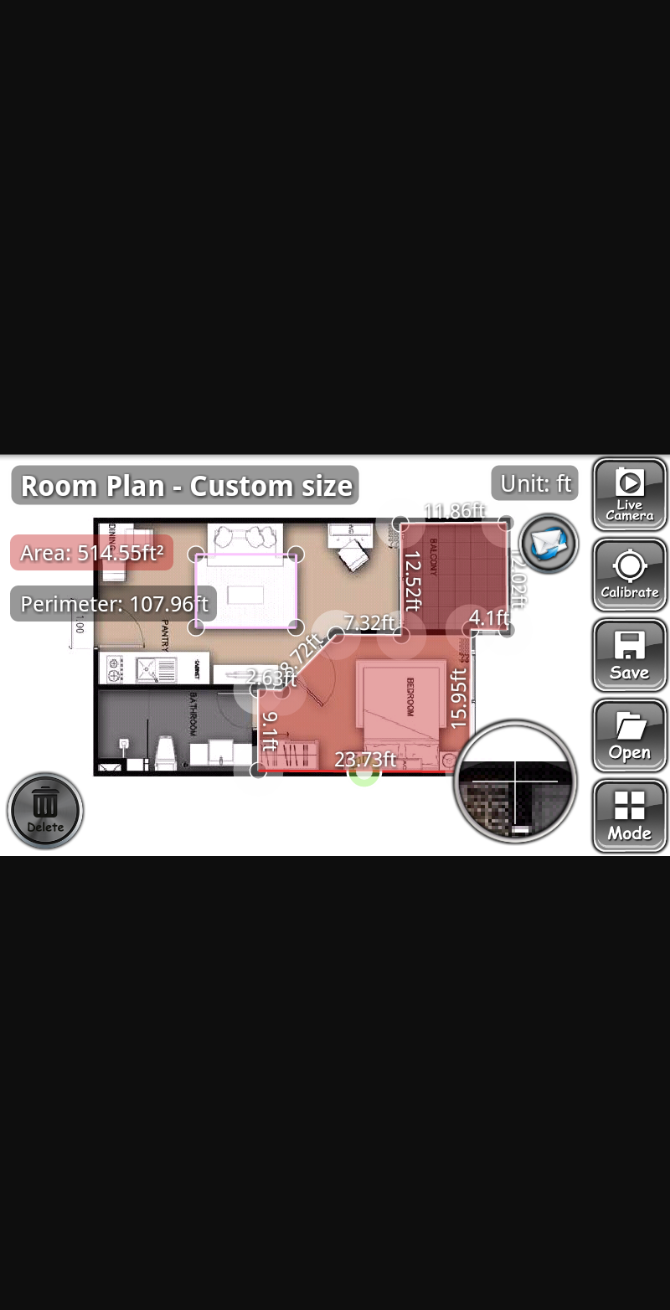 Room Plan - Custom size
Unit: ft
Live
Camera
Calibrate
Save
Open
Mode
Delete
Area: 514.55ft²
Perimeter: 107.96ft
11.86ft
12.52ft
12.02ft
4.1ft
7.32ft
8.72ft
2.63ft
9.1ft
15.95ft
23.73ft
DINING
BALCONY
PANTRY
BATHROOM
BEDROOM
1.00